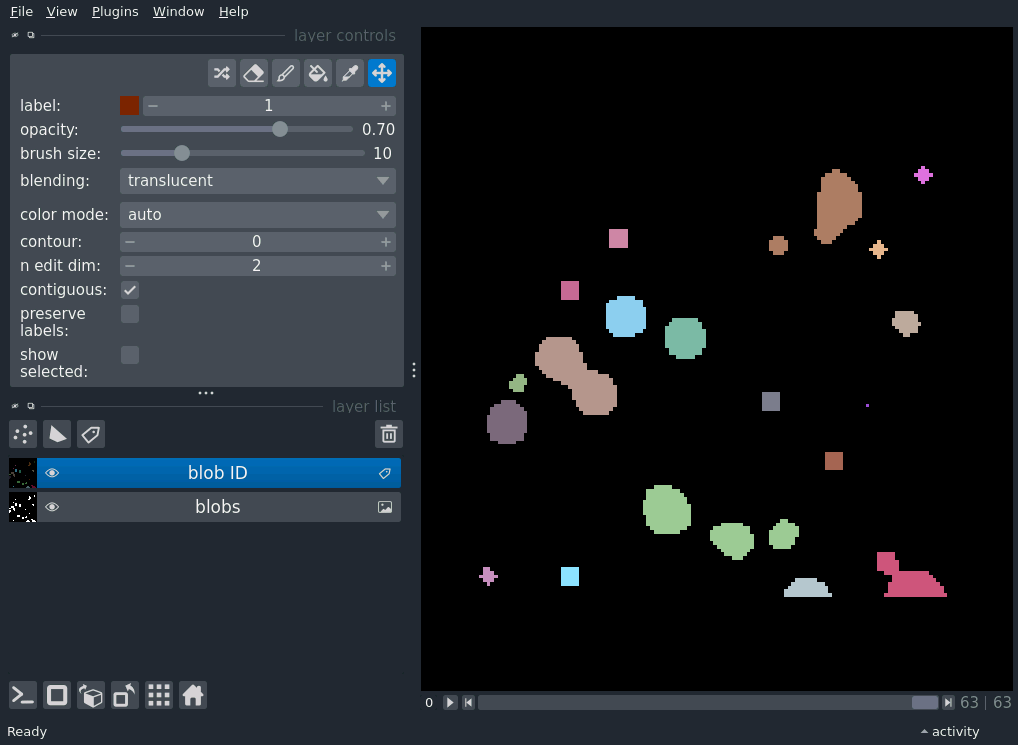 File View Plugins Window Help
layer controls
label: 1
opacity: 0.70
brush size: 10
blending: translucent
color mode: auto
contour: 0
n edit dim: 2
contiguous:
preserve
labels:
show
selected:
layer list
blob ID
blobs
0 63 | 63
Ready activity